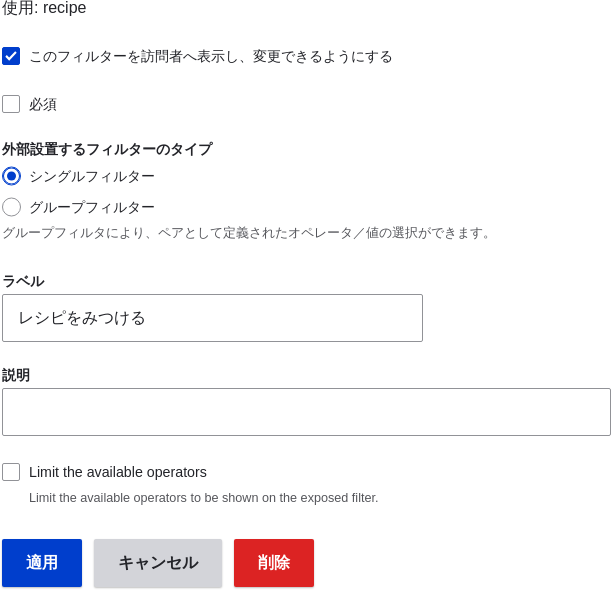 使用: recipe
このフィルターを訪問者へ表示し、変更できるようにする
必須
外部設置するフィルターのタイプ
シングルフィルター
グループフィルター
グループフィルタにより、ペアとして定義されたオペレータ／値の選択ができます。
ラベル
レシピをみつける
説明
Limit the available operators
Limit the available operators to be shown on the exposed filter.
適用 キャンセル 削除